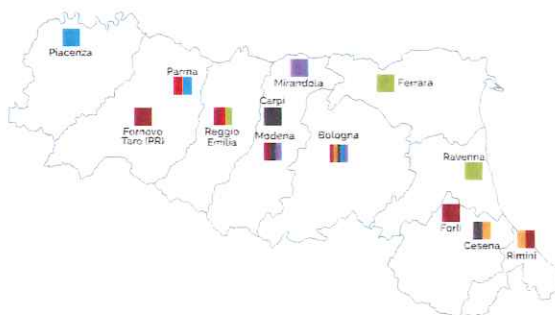 Piacenza
Parma
Mirandola
Ferrara
Fornovo
Taro (PR)
Reggio
Emilia
Carpi
Modena
Bologna
Ravenna
Forlì
Cesena
Rimini